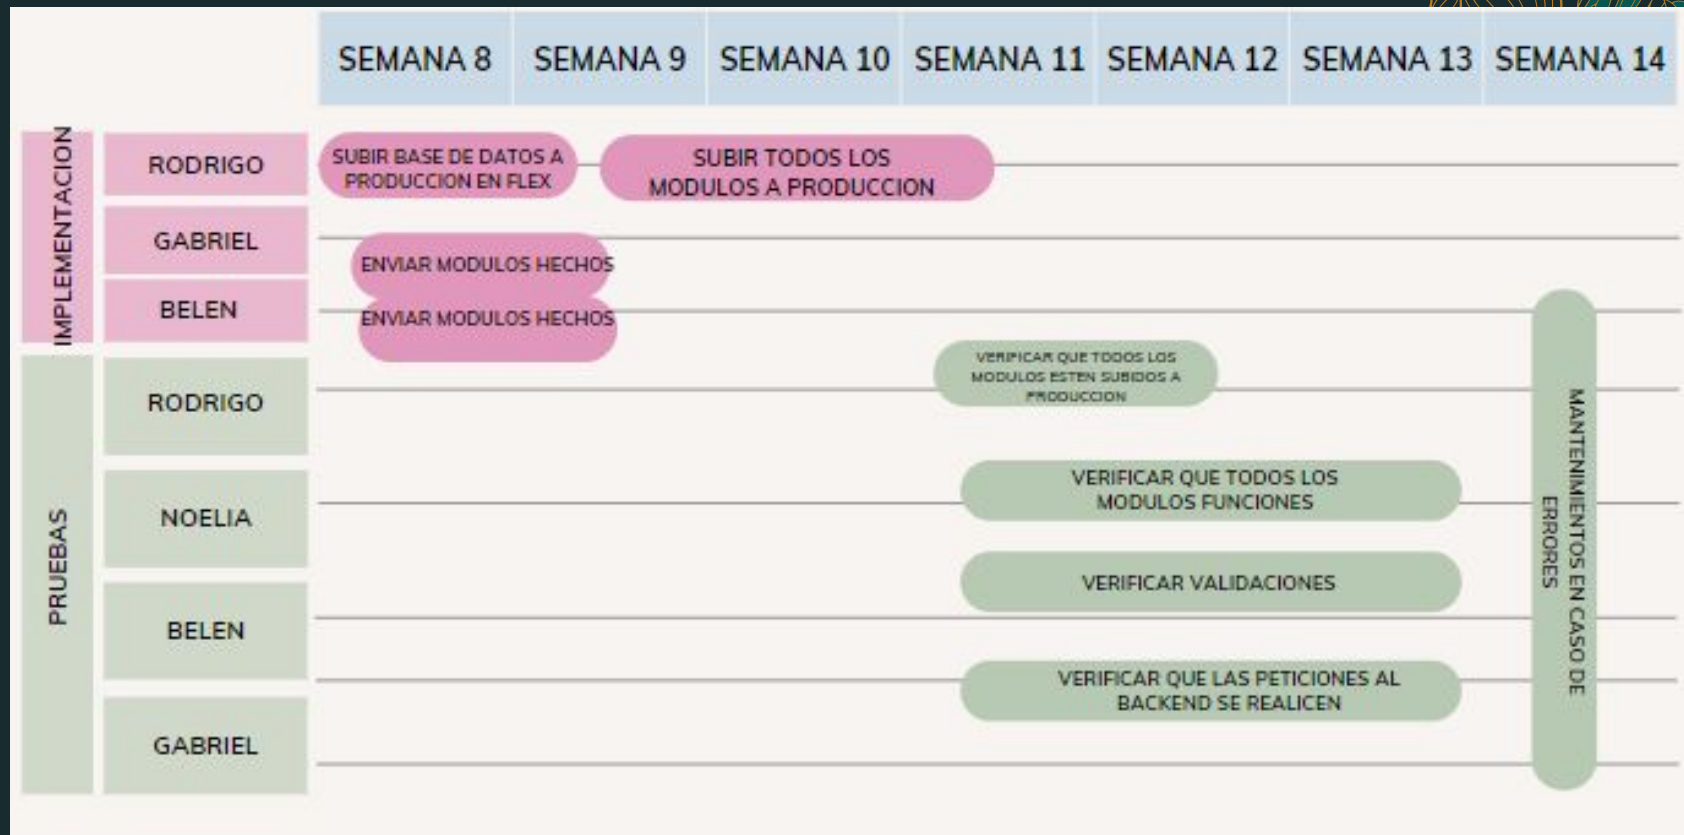 SEMANA 8
SEMANA 9
SEMANA 10
SEMANA 11
SEMANA 12
SEMANA 13
SEMANA 14
IMPLEMENTACION
RODRIGO
SUBIR BASE DE DATOS A
PRODUCCION EN FLEX
SUBIR TODOS LOS
MODULOS A PRODUCCION
GABRIEL
ENVIAR MODULOS HECHOS
BELEN
ENVIAR MODULOS HECHOS
PRUEBAS
RODRIGO
VERIFICAR QUE TODOS LOS
MODULOS ESTEN SUBIDOS A
PRODUCCION
NOELIA
VERIFICAR QUE TODOS LOS
MODULOS FUNCIONES
VERIFICAR VALIDACIONES
BELEN
VERIFICAR QUE LAS PETICIONES AL
BACKEND SE REALICEN
GABRIEL
MANTENIMIENTOS EN CASO DE
ERRORES